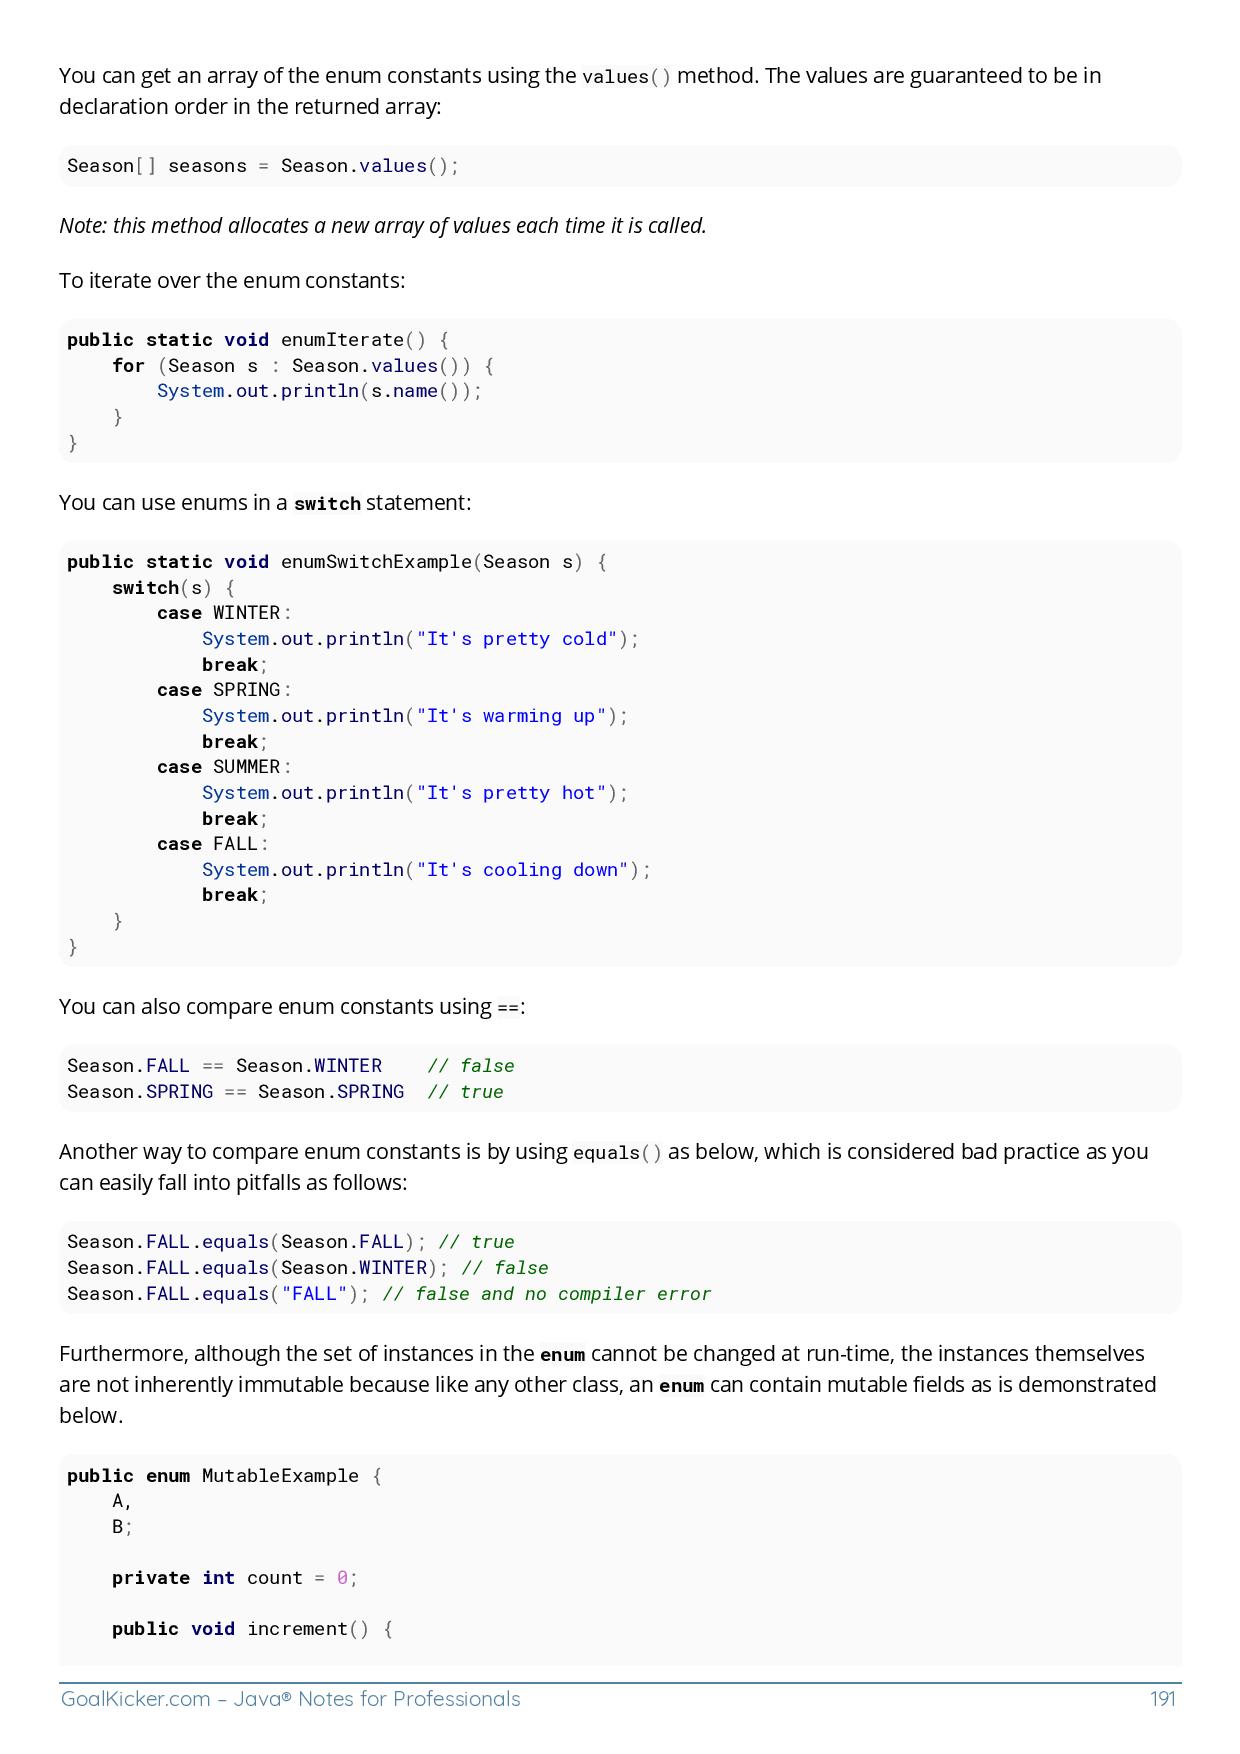 You can get an array of the enum constants using the values() method. The values are guaranteed to be in
declaration order in the returned array:
Season[] seasons = Season.values();
Note: this method allocates a new array of values each time it is called.
To iterate over the enum constants:
public static void enumIterate() {
    for (Season s : Season.values()) {
        System.out.println(s.name());
    }
}
You can use enums in a switch statement:
public static void enumSwitchExample(Season s) {
    switch(s) {
        case WINTER:
            System.out.println("It's pretty cold");
            break;
        case SPRING:
            System.out.println("It's warming up");
            break;
        case SUMMER:
            System.out.println("It's pretty hot");
            break;
        case FALL:
            System.out.println("It's cooling down");
            break;
    }
}
You can also compare enum constants using ==:
Season.FALL == Season.WINTER    // false
Season.SPRING == Season.SPRING  // true
Another way to compare enum constants is by using equals() as below, which is considered bad practice as you
can easily fall into pitfalls as follows:
Season.FALL.equals(Season.FALL); // true
Season.FALL.equals(Season.WINTER); // false
Season.FALL.equals("FALL"); // false and no compiler error
Furthermore, although the set of instances in the enum cannot be changed at run-time, the instances themselves
are not inherently immutable because like any other class, an enum can contain mutable fields as is demonstrated
below.
public enum MutableExample {
    A,
    B;
    private int count = 0;
    public void increment() {
GoalKicker.com – Java® Notes for Professionals 191